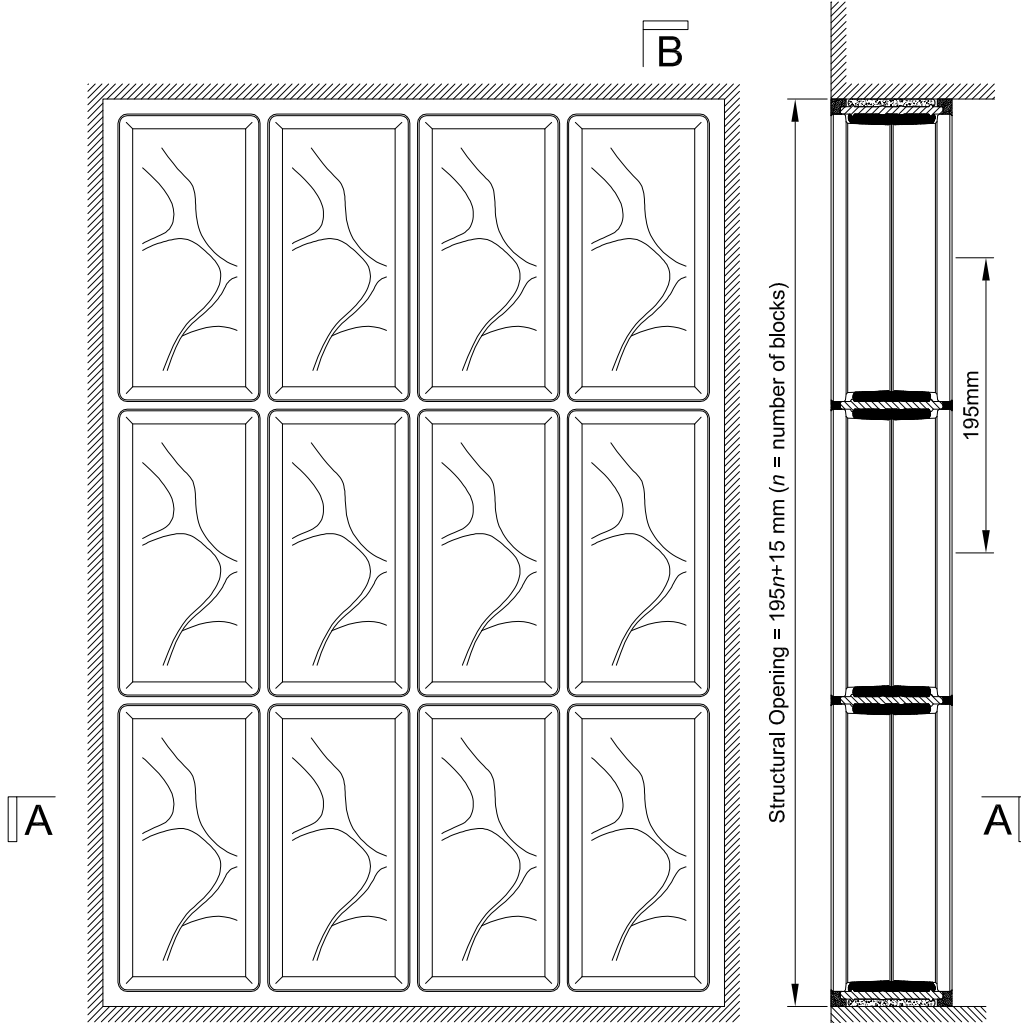 B
Structural Opening = 195n+15 mm (n = number of blocks)
195mm
A
A